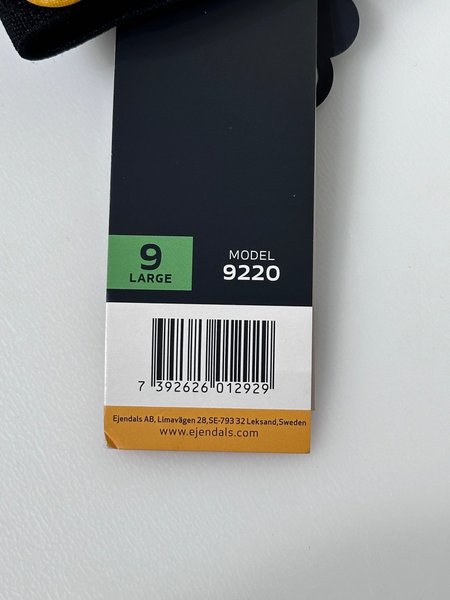 9
LARGE
MODEL
9220
7 392626 012929
Ejendals AB, Limavägen 28,SE-793 32 Leksand,Sweden
www.ejendals.com